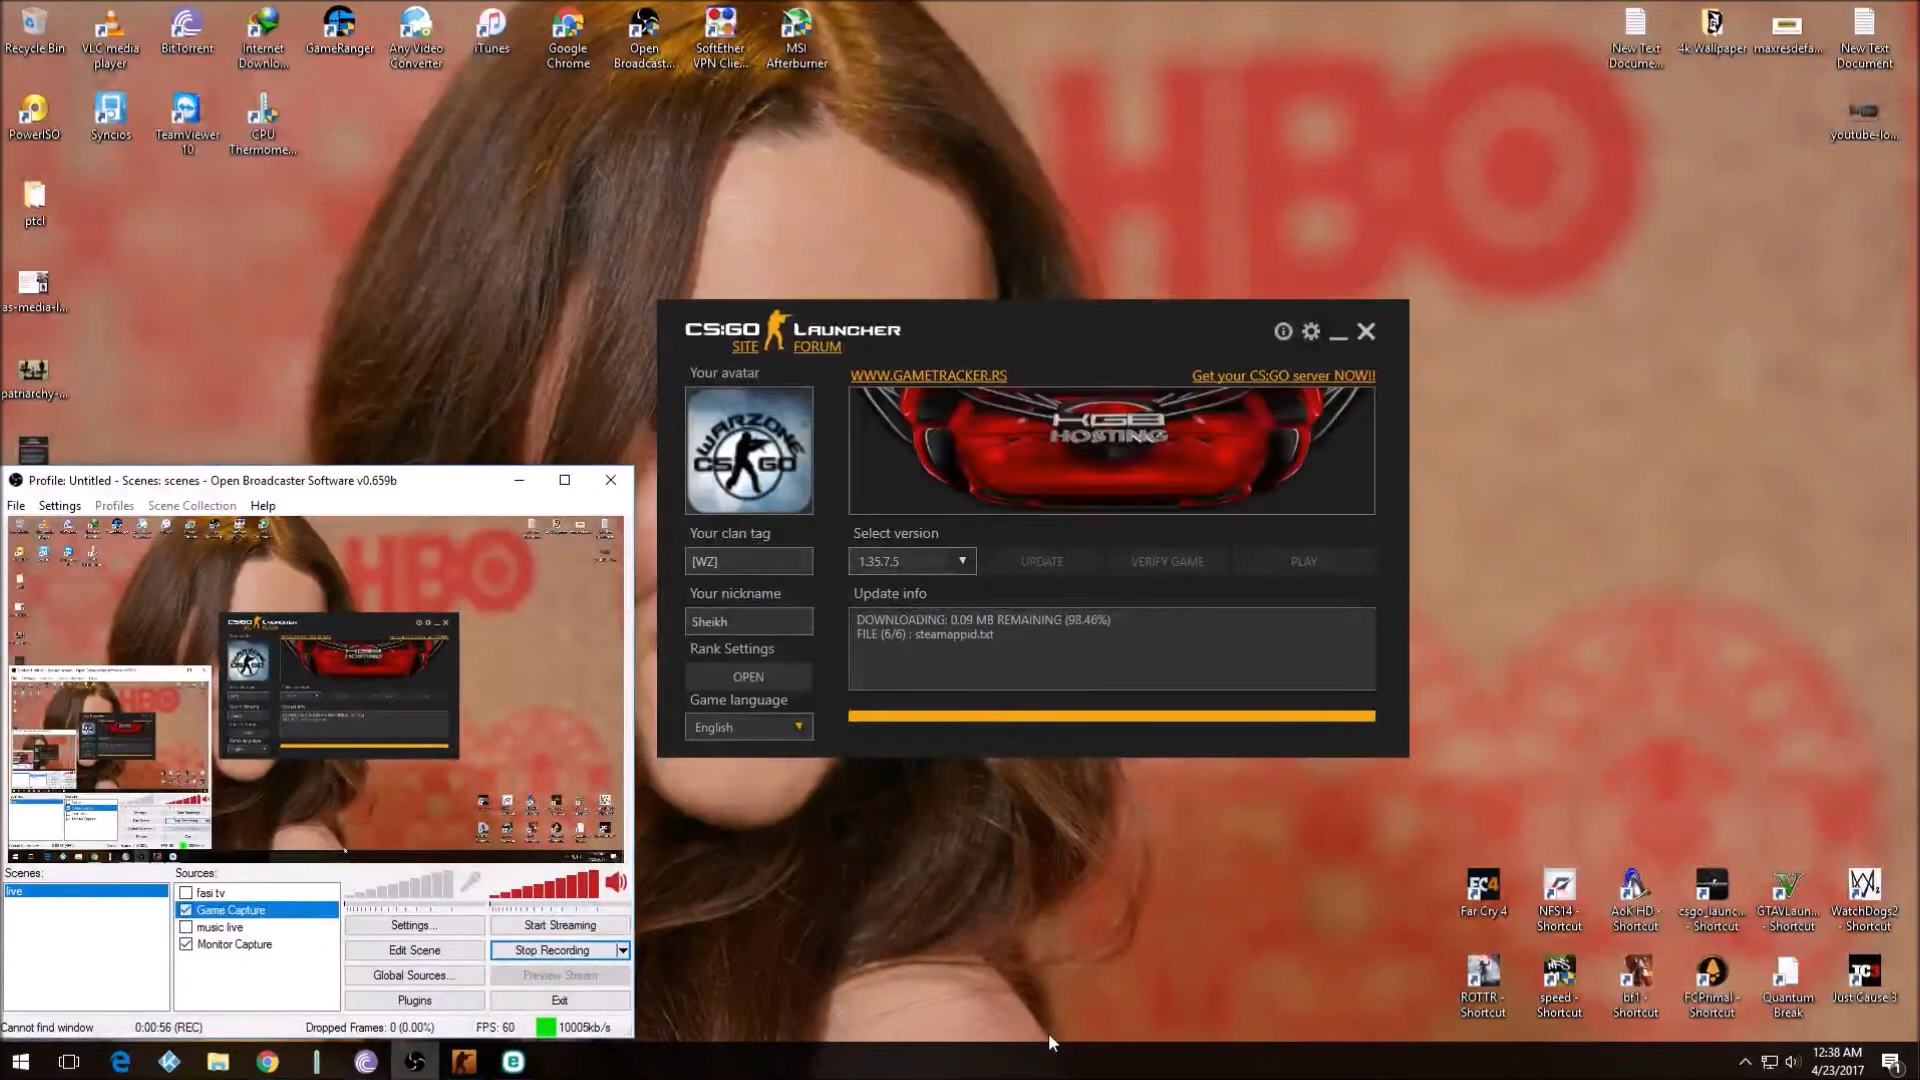 Recycle Bin
VLC media
player
BitTorrent
Internet
Downlo...
GameRanger
Any Video
Converter
iTunes
Google
Chrome
Open
Broadcast...
SoftEther
VPN Clie...
MSI
Afterburner
New Text
Docume...
4k Wallpaper
maxresdefa...
New Text
Document
PowerISO
Syncios
TeamViewer
10
CPU
Thermome...
youtube-lo...
ptcl
as-media-l...
patriarchy-...
HBO
CS:GO LAUNCHER
SITE FORUM
Your avatar
WWW.GAMETRACKER.RS
Get your CS:GO server NOW!!
WARZONE
CS GO
KGB
HOSTING
Your clan tag
[WZ]
Select version
1.35.7.5
UPDATE
VERIFY GAME
PLAY
Your nickname
Sheikh
Update info
DOWNLOADING: 0.09 MB REMAINING (98.46%)
FILE (6/6) : steamappid.txt
Rank Settings
OPEN
Game language
English
Profile: Untitled - Scenes: scenes - Open Broadcaster Software v0.659b
File Settings Profiles Scene Collection Help
HBO
CS:GO LAUNCHER
Scenes:
live
Sources:
fasi tv
Game Capture
music live
Monitor Capture
Settings...
Start Streaming
Edit Scene
Stop Recording
Global Sources...
Preview Stream
Plugins
Exit
Cannot find window
0:00:56 (REC)
Dropped Frames: 0 (0.00%)
FPS: 60
10005kb/s
Far Cry 4
NFS14 -
Shortcut
AoK HD -
Shortcut
csgo_launc...
- Shortcut
GTAVLaun...
- Shortcut
WatchDogs2
- Shortcut
ROTTR -
Shortcut
speed -
Shortcut
bf1 -
Shortcut
FCPrimal -
Shortcut
Quantum
Break
Just Cause 3
12:38 AM
4/23/2017